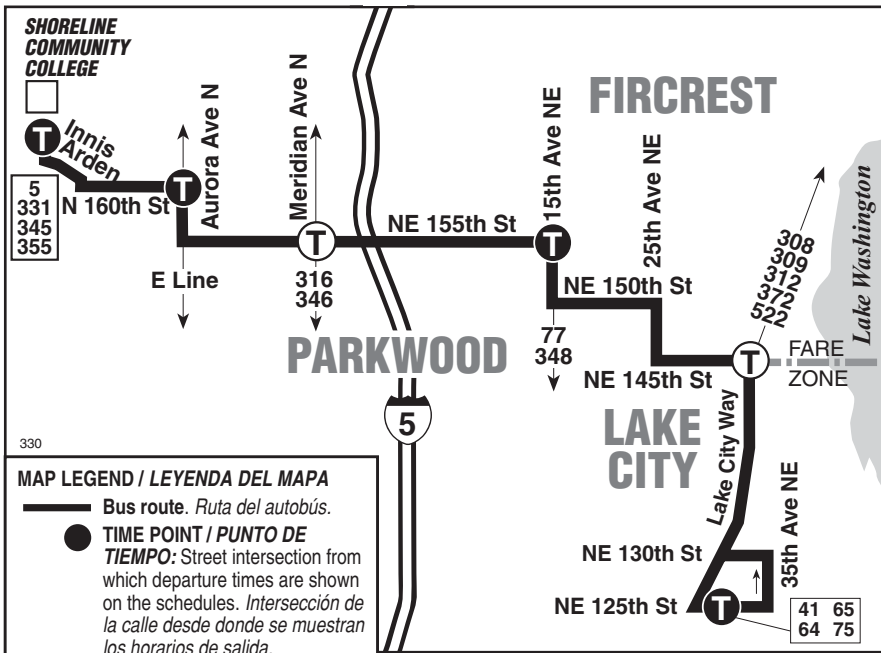 SHORELINE
COMMUNITY
COLLEGE
T
Innis
Arden
5
331
345
355
N 160th St
T
Aurora Ave N
E Line
Meridian Ave N
T
316
346
NE 155th St
15th Ave NE
T
FIRCREST
25th Ave NE
NE 150th St
77
348
PARKWOOD
5
NE 145th St
T
308
309
312
372
522
Lake Washington
FARE
ZONE
LAKE
CITY
Lake City Way
35th Ave NE
NE 130th St
NE 125th St
T
41 65
64 75
330
MAP LEGEND / LEYENDA DEL MAPA
Bus route. Ruta del autobús.
TIME POINT / PUNTO DE
TIEMPO: Street intersection from
which departure times are shown
on the schedules. Intersección de
la calle desde donde se muestran
los horarios de salida.